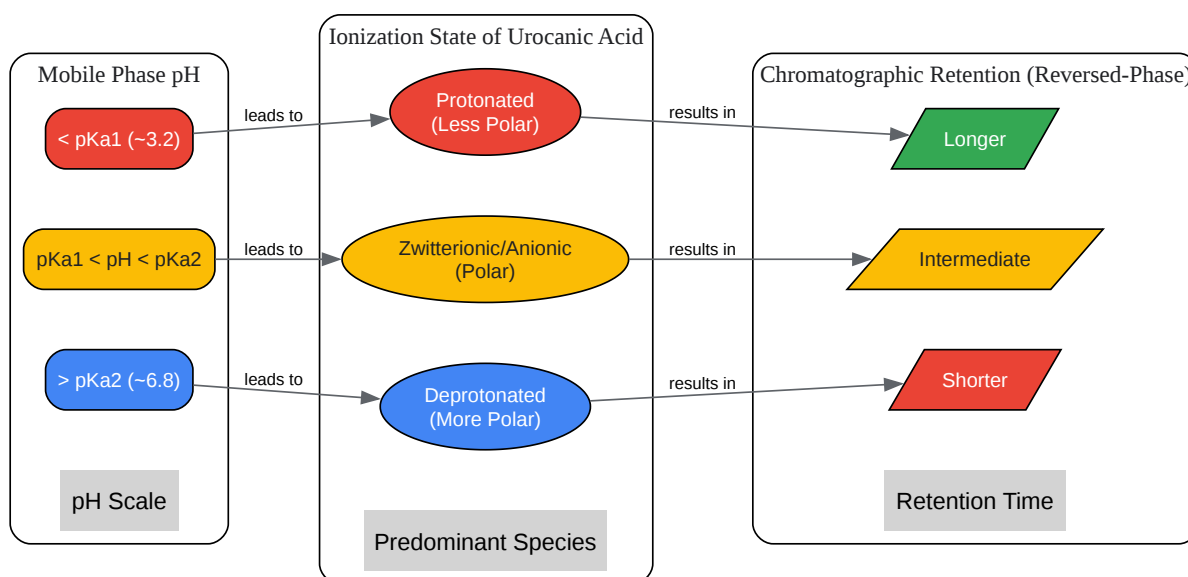 Mobile Phase pH
< pKa1 (~3.2)
pKa1 < pH < pKa2
> pKa2 (~6.8)
pH Scale
leads to
leads to
leads to
Ionization State of Urocanic Acid
Protonated
(Less Polar)
Zwitterionic/Anionic
(Polar)
Deprotonated
(More Polar)
Predominant Species
results in
results in
results in
Chromatographic Retention (Reversed-Phase)
Longer
Intermediate
Shorter
Retention Time